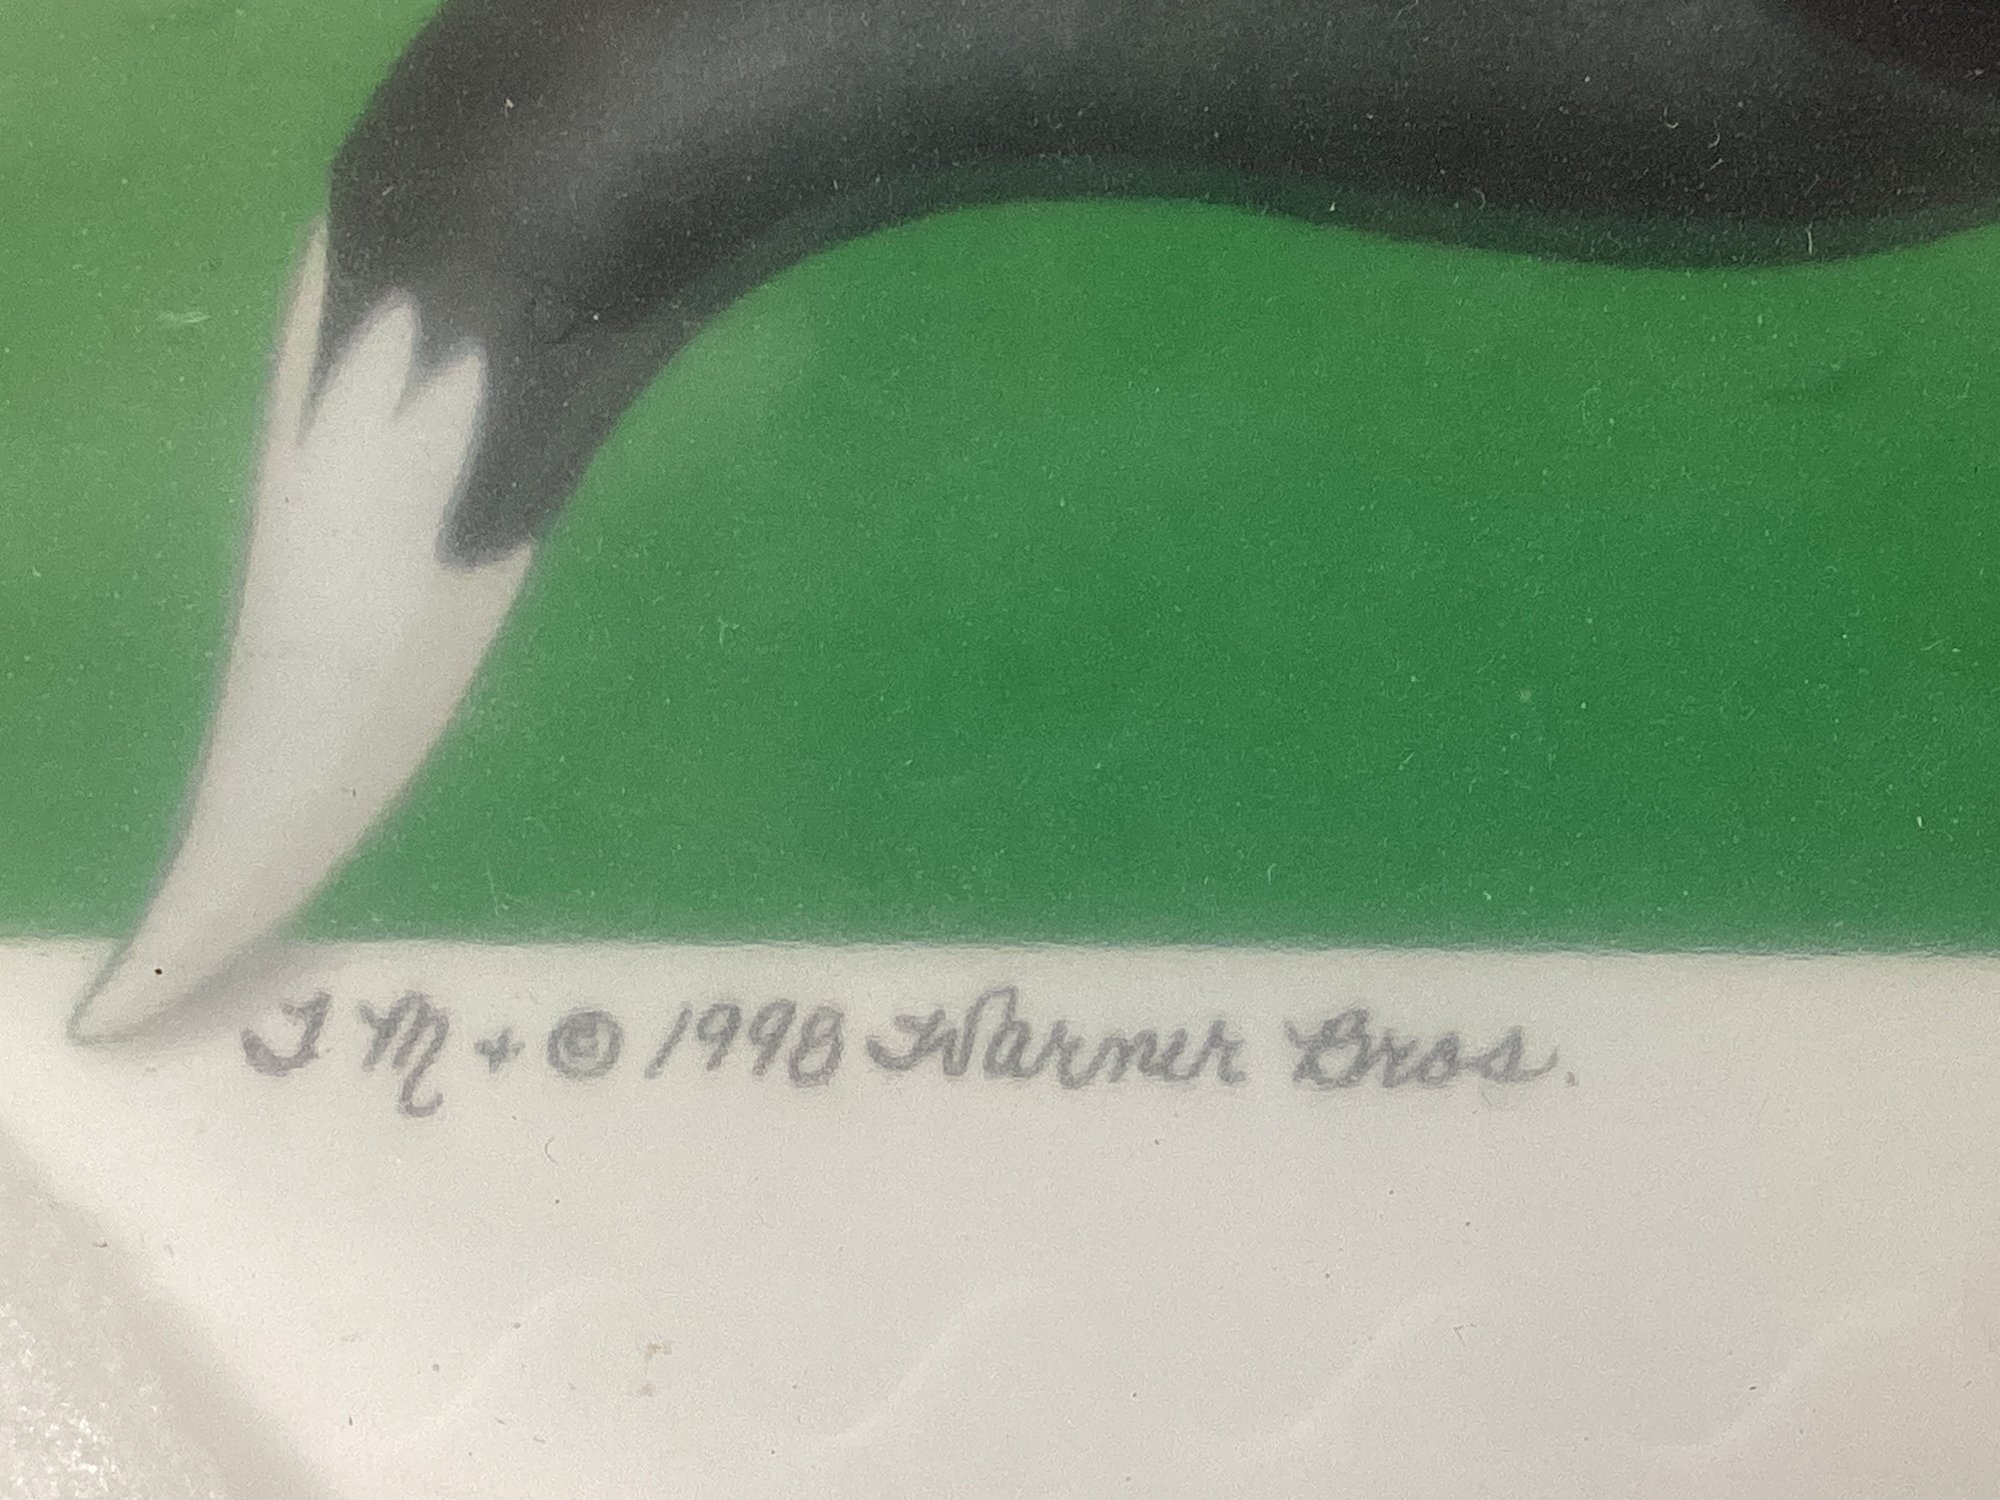 TM + © 1998 Warner Bros.